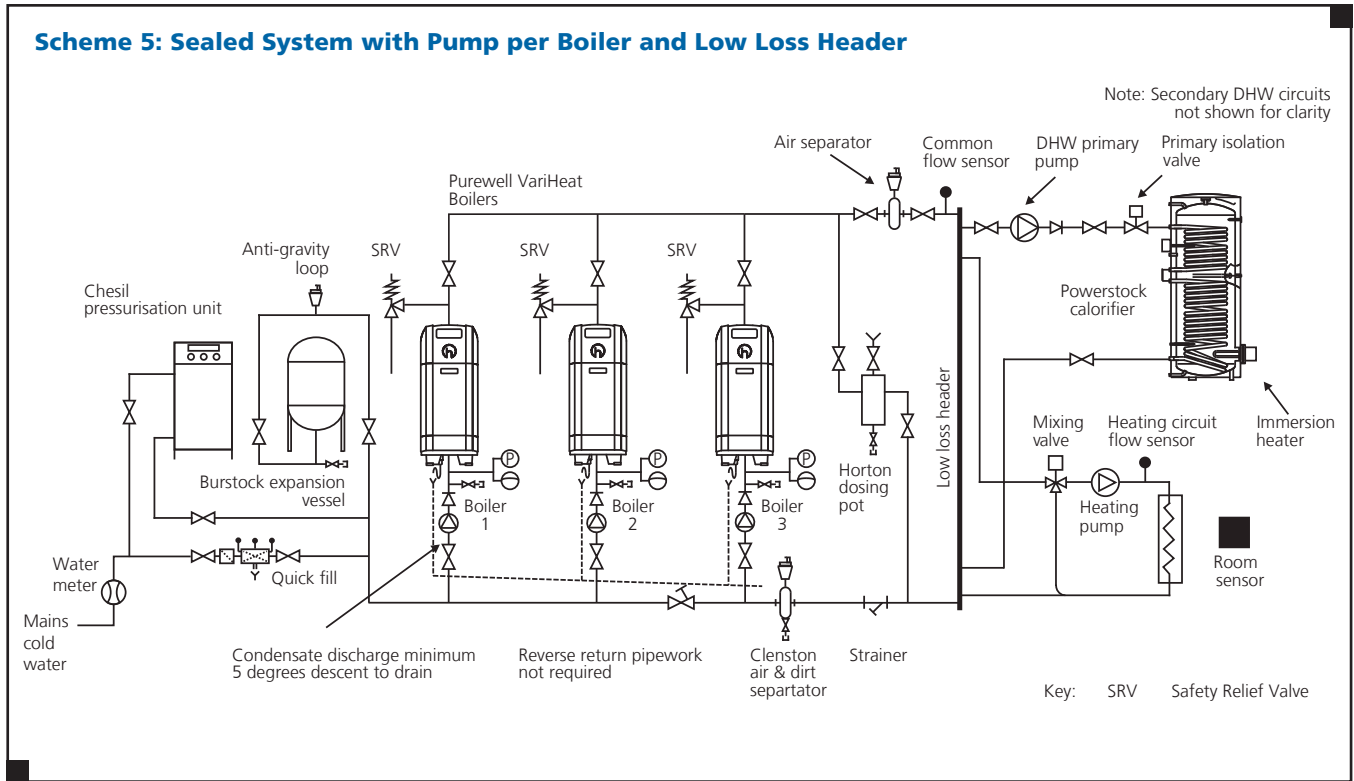 Scheme 5: Sealed System with Pump per Boiler and Low Loss Header
Note: Secondary DHW circuits
not shown for clarity
Air separator
Common
flow sensor
DHW primary
pump
Primary isolation
valve
Purewell VariHeat
Boilers
Anti-gravity
loop
SRV
SRV
SRV
Chesil
pressurisation unit
Powerstock
calorifier
Low loss header
Burstock expansion
vessel
P
P
P
Boiler
1
Boiler
2
Boiler
3
Horton
dosing
pot
Mixing
valve
Heating circuit
flow sensor
Immersion
heater
Heating
pump
Room
sensor
Water
meter
Quick fill
Mains
cold
water
Condensate discharge minimum
5 degrees descent to drain
Reverse return pipework
not required
Clenston
air & dirt
separtator
Strainer
Key: SRV Safety Relief Valve